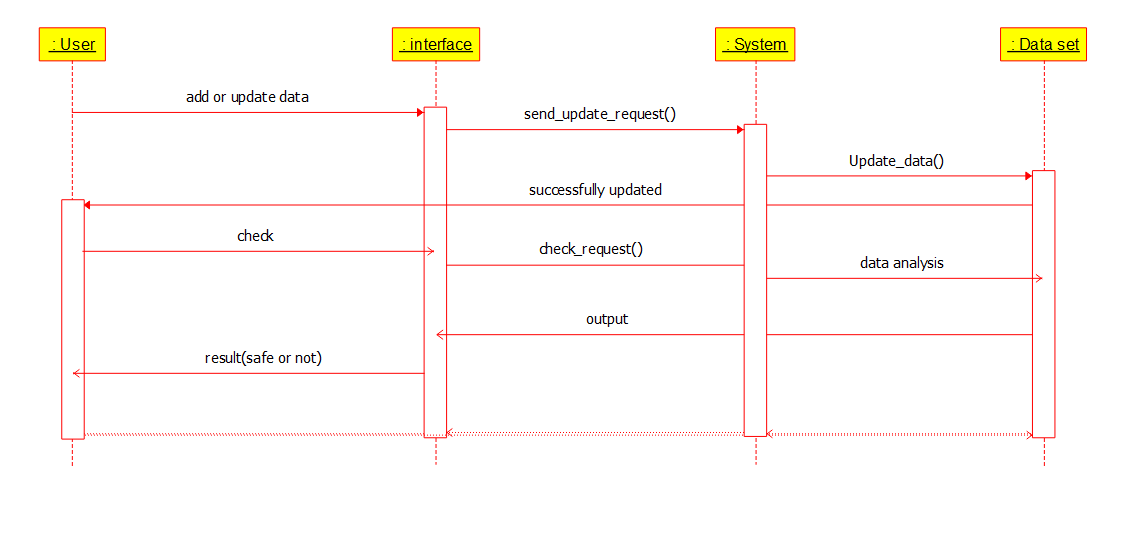 : User
: interface
: System
: Data set
add or update data
send_update_request()
Update_data()
successfully updated
check
check_request()
data analysis
output
result(safe or not)